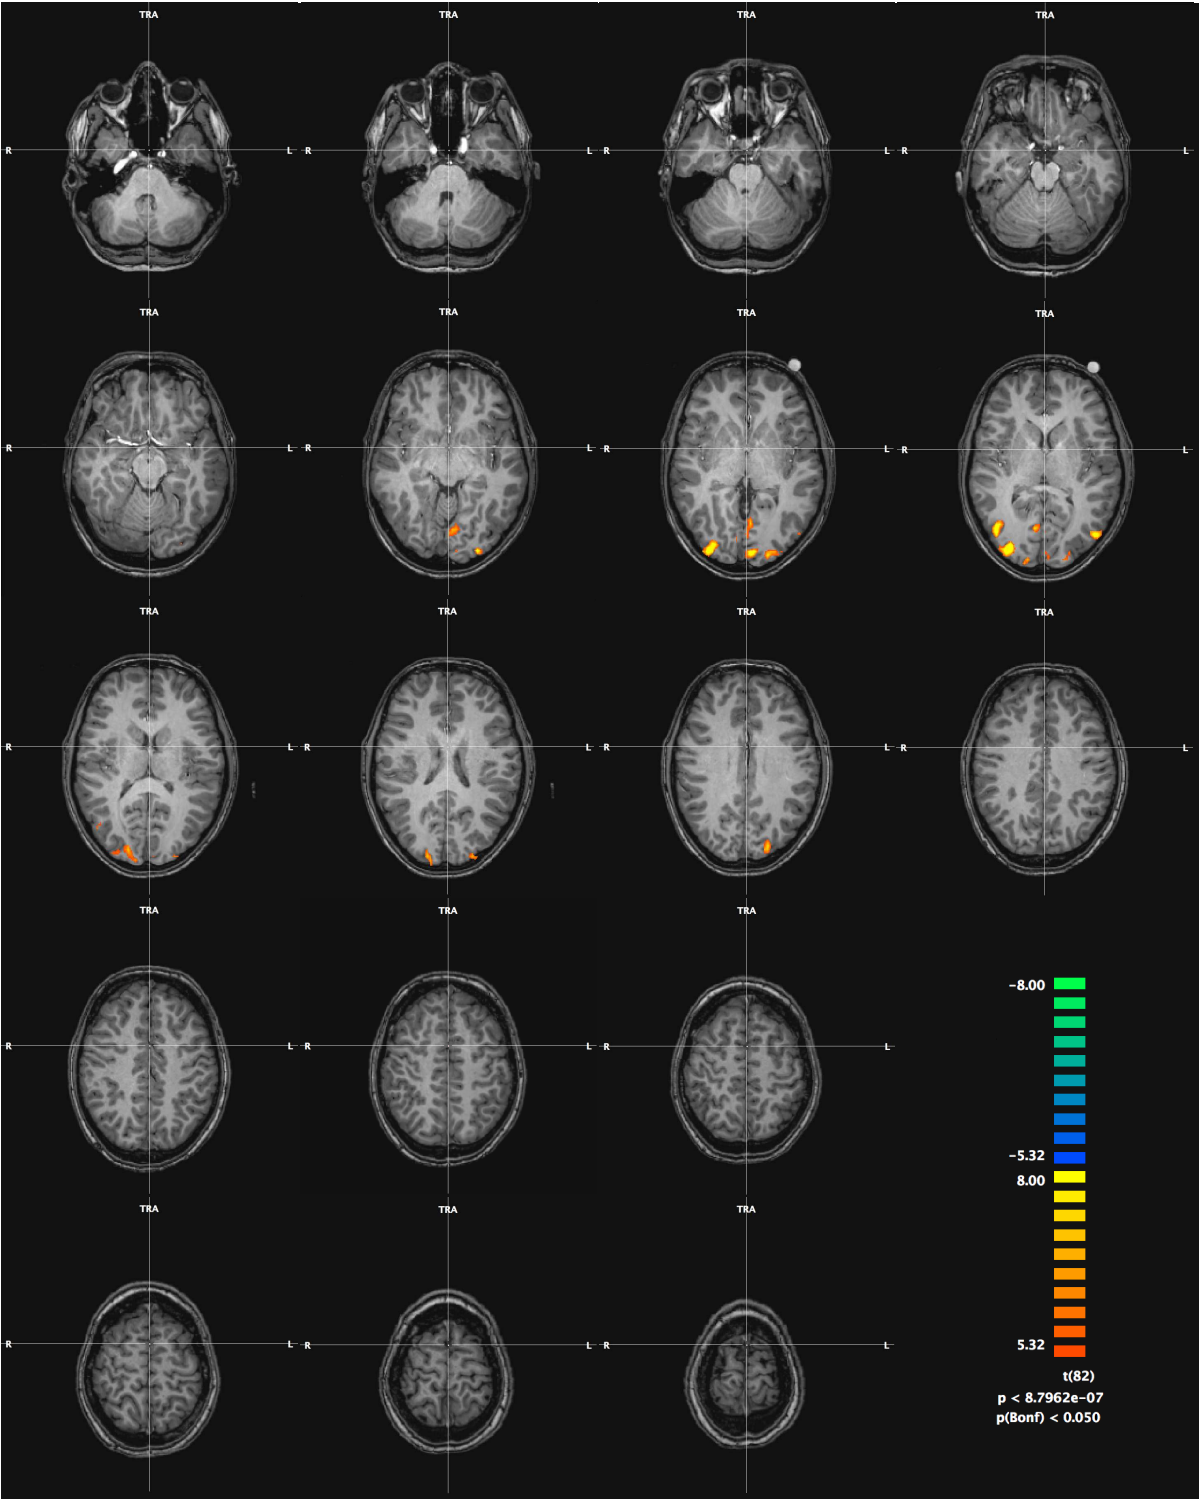 TRA TRA TRA TRA
R L R L R L R L
TRA TRA TRA TRA
R L R L R L R L
TRA TRA TRA TRA
R L R L R L R L
TRA TRA TRA
-8.00
R L R L R L
-5.32
8.00
TRA TRA TRA
R L R L R L
5.32
t(82)
p < 8.7962e-07
p(Bonf) < 0.050